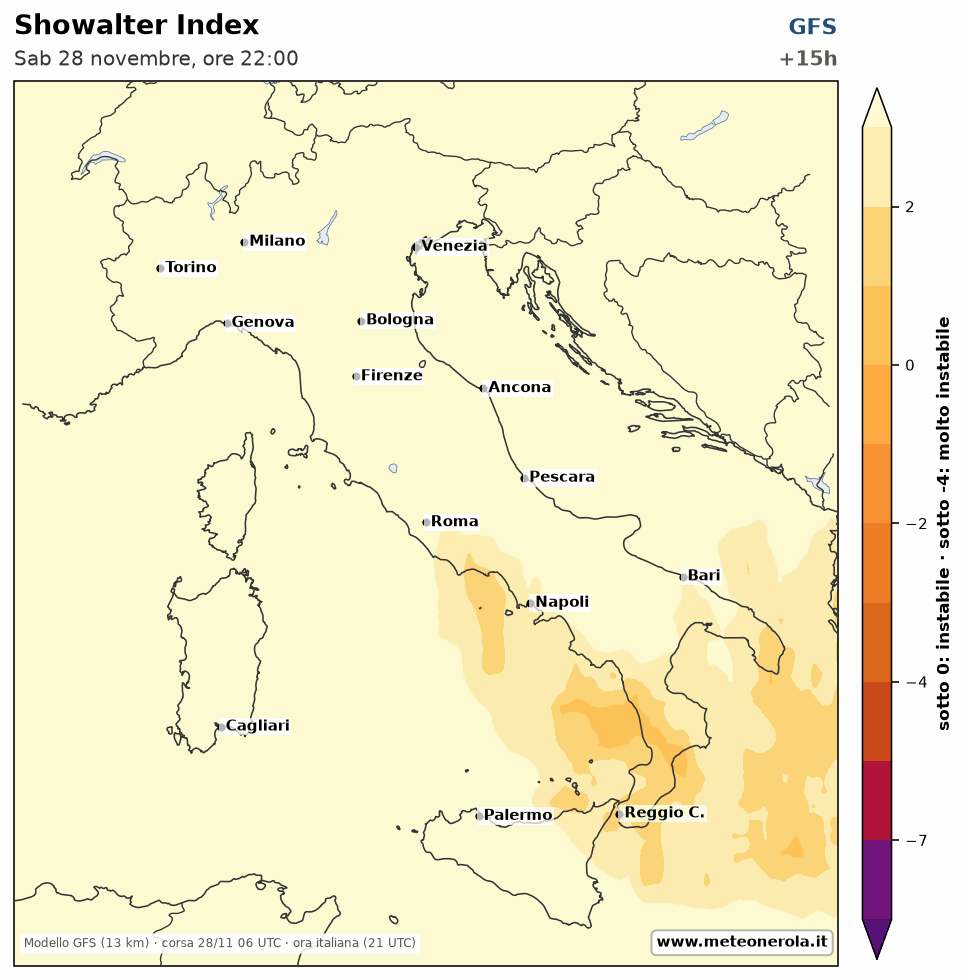 Showalter Index
GFS
Sab 28 novembre, ore 22:00
+15h
Milano
Venezia
Torino
Genova
Bologna
Firenze
Ancona
Pescara
Roma
Bari
Napoli
Cagliari
Palermo
Reggio C.
2
0
−2
−4
−7
sotto 0: instabile · sotto -4: molto instabile
Modello GFS (13 km) · corsa 28/11 06 UTC · ora italiana (21 UTC)
www.meteonerola.it